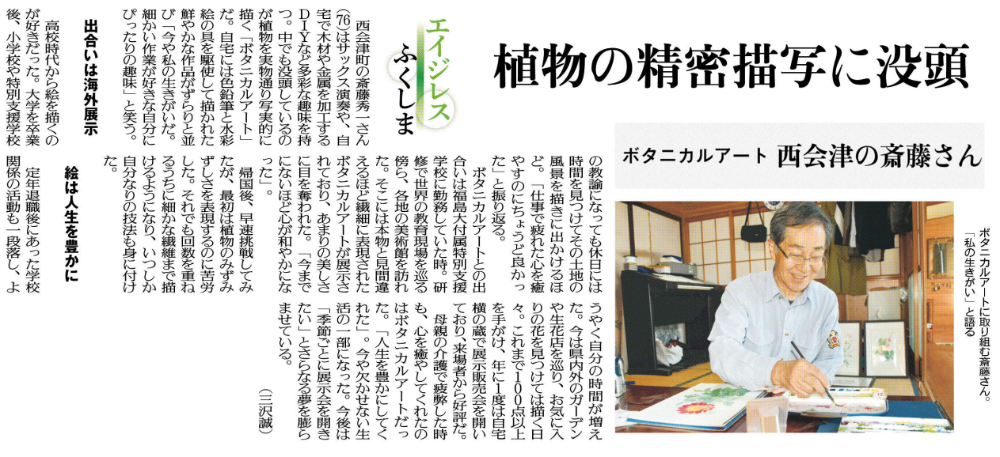 植物の精密描写に没頭
ボタニカルアート 西会津の斎藤さん
ボタニカルアートに取り組む斎藤さん。
「私の生きがい」と語る
エイジレス
ふくしま
西会津町の斎藤秀一さん
(76)はサックス演奏や、自
宅で木材や金属を加工する
DIYなど多彩な趣味を持
つ。中でも没頭しているの
が植物を実物通り写実的に
描く「ボタニカルアート」
だ。自宅には色鉛筆と水彩
絵の具を駆使して描かれた
鮮やかな作品がずらりと並
び「今や私の生きがいだ。
細かい作業が好きな自分に
ぴったりの趣味」と笑う。
出合いは海外展示
高校時代から絵を描くの
が好きだった。大学を卒業
後、小学校や特別支援学校
の教諭になっても休日には
時間を見つけてその土地の
風景を描きに出かけるほ
ど。「仕事で疲れた心を癒
やすのにちょうど良かっ
た」と振り返る。
ボタニカルアートとの出
合いは福島大付属特別支援
学校に勤務していた時。研
修で世界の教育現場を巡る
傍ら、各地の美術館を訪れ
た。そこには本物と見間違
えるほど繊細に表現された
ボタニカルアートが展示さ
れており、あまりの美しさ
に目を奪われた。「今まで
にないほど心が和やかにな
った」。
帰国後、早速挑戦してみ
たが、最初は植物のみずみ
ずしさを表現するのに苦労
した。それでも回数を重ね
るうちに細かな繊維まで描
けるようになり、いつしか
自分なりの技法も身に付け
た。
絵は人生を豊かに
定年退職後にあった学校
関係の活動も一段落し、よ
うやく自分の時間が増え
た。今は県内外のガーデン
や生花店を巡り、お気に入
りの花を見つけては描く日
々。これまで100点以上
を手がけ、年に1度は自宅
横の蔵で展示販売会を開い
ており、来場者から好評だ。
母親の介護で疲弊した時
も、心を癒やしてくれたの
はボタニカルアートだっ
た。「人生を豊かにしてく
れた」。今や欠かせない生
活の一部になった。今後は
「季節ごとに展示会を開き
たい」とさらなる夢を膨ら
ませている。
(三沢誠)